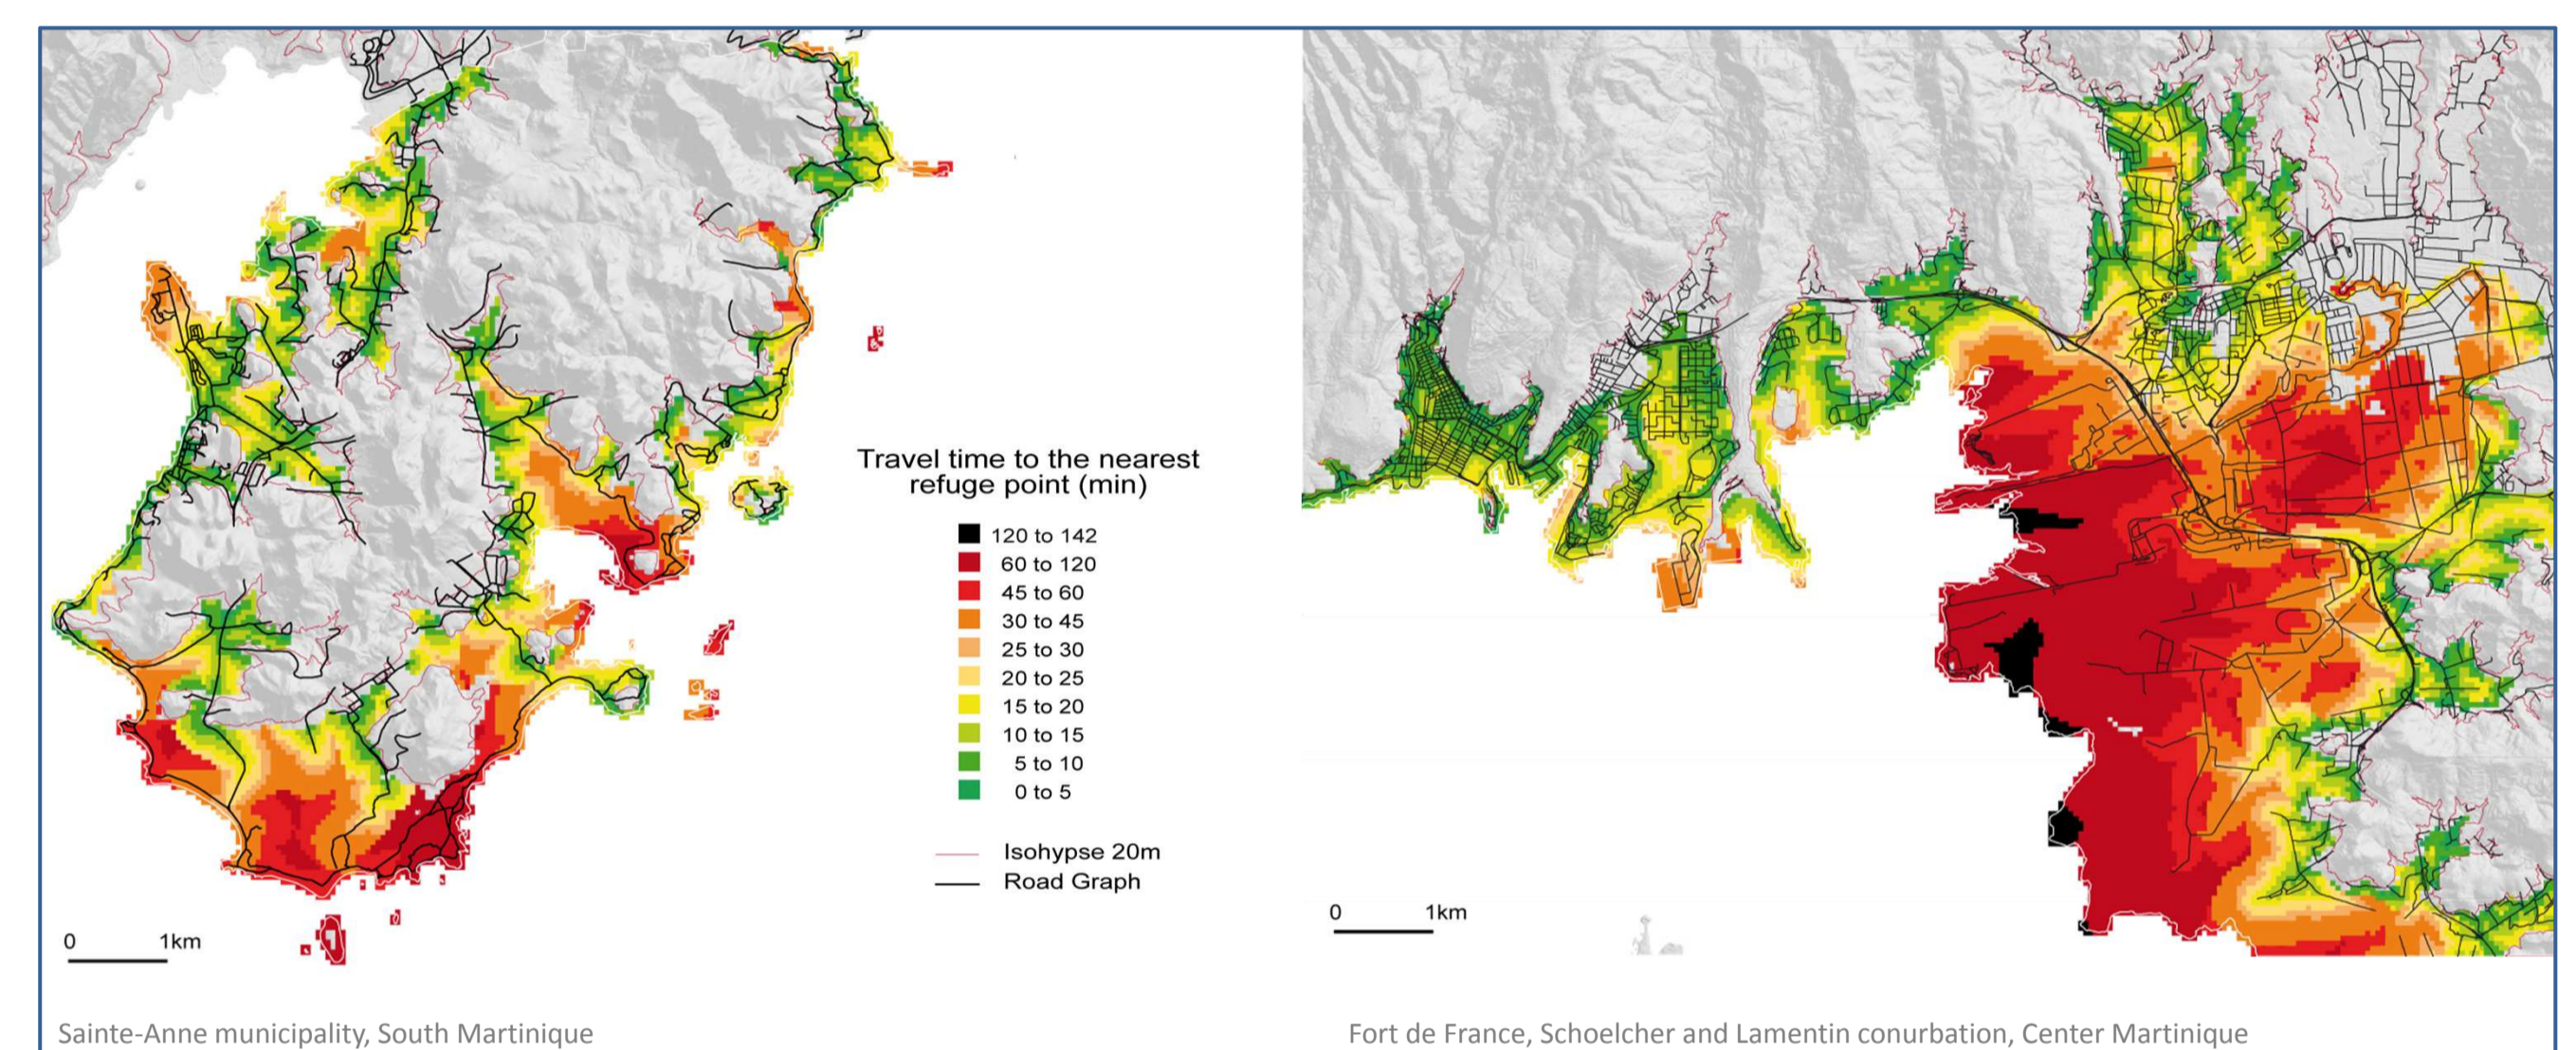 Travel time to the nearest
refuge point (min)
120 to 142
60 to 120
45 to 60
30 to 45
25 to 30
20 to 25
15 to 20
10 to 15
5 to 10
0 to 5
Isohypse 20m
Road Graph
0 1km
0 1km
Sainte-Anne municipality, South Martinique
Fort de France, Schoelcher and Lamentin conurbation, Center Martinique